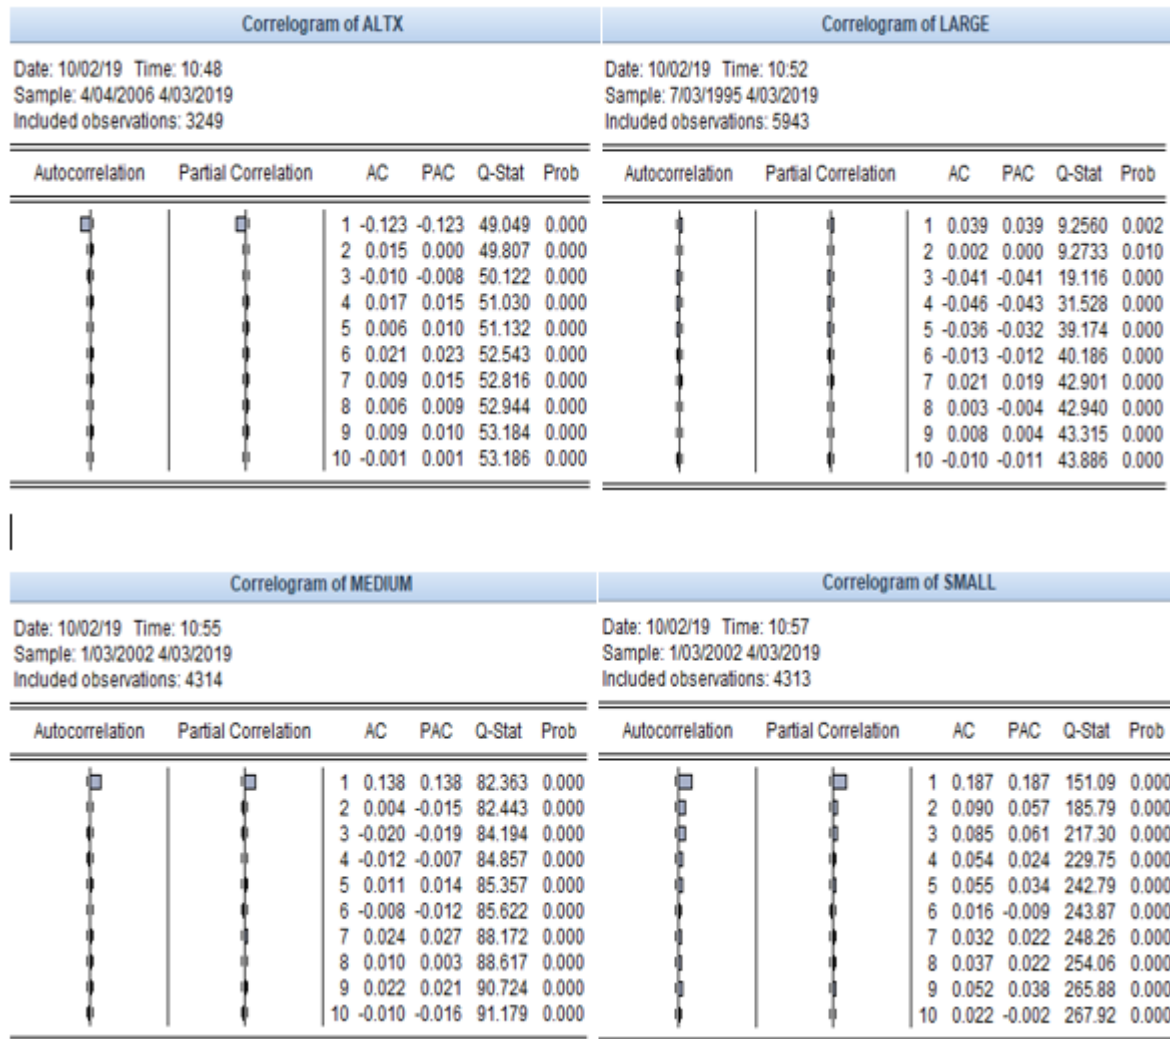 Correlogram of ALTX
Date: 10/02/19 Time: 10:48
Sample: 4/04/2006 4/03/2019
Included observations: 3249
Autocorrelation Partial Correlation AC PAC Q-Stat Prob
1 -0.123 -0.123 49.049 0.000
2 0.015 0.000 49.807 0.000
3 -0.010 -0.008 50.122 0.000
4 0.017 0.015 51.030 0.000
5 0.006 0.010 51.132 0.000
6 0.021 0.023 52.543 0.000
7 0.009 0.015 52.816 0.000
8 0.006 0.009 52.944 0.000
9 0.009 0.010 53.184 0.000
10 -0.001 0.001 53.186 0.000
Correlogram of LARGE
Date: 10/02/19 Time: 10:52
Sample: 7/03/1995 4/03/2019
Included observations: 5943
Autocorrelation Partial Correlation AC PAC Q-Stat Prob
1 0.039 0.039 9.2560 0.002
2 0.002 0.000 9.2733 0.010
3 -0.041 -0.041 19.116 0.000
4 -0.046 -0.043 31.528 0.000
5 -0.036 -0.032 39.174 0.000
6 -0.013 -0.012 40.186 0.000
7 0.021 0.019 42.901 0.000
8 0.003 -0.004 42.940 0.000
9 0.008 0.004 43.315 0.000
10 -0.010 -0.011 43.886 0.000
Correlogram of MEDIUM
Date: 10/02/19 Time: 10:55
Sample: 1/03/2002 4/03/2019
Included observations: 4314
Autocorrelation Partial Correlation AC PAC Q-Stat Prob
1 0.138 0.138 82.363 0.000
2 0.004 -0.015 82.443 0.000
3 -0.020 -0.019 84.194 0.000
4 -0.012 -0.007 84.857 0.000
5 0.011 0.014 85.357 0.000
6 -0.008 -0.012 85.622 0.000
7 0.024 0.027 88.172 0.000
8 0.010 0.003 88.617 0.000
9 0.022 0.021 90.724 0.000
10 -0.010 -0.016 91.179 0.000
Correlogram of SMALL
Date: 10/02/19 Time: 10:57
Sample: 1/03/2002 4/03/2019
Included observations: 4313
Autocorrelation Partial Correlation AC PAC Q-Stat Prob
1 0.187 0.187 151.09 0.000
2 0.090 0.057 185.79 0.000
3 0.085 0.061 217.30 0.000
4 0.054 0.024 229.75 0.000
5 0.055 0.034 242.79 0.000
6 0.016 -0.009 243.87 0.000
7 0.032 0.022 248.26 0.000
8 0.037 0.022 254.06 0.000
9 0.052 0.038 265.88 0.000
10 0.022 -0.002 267.92 0.000